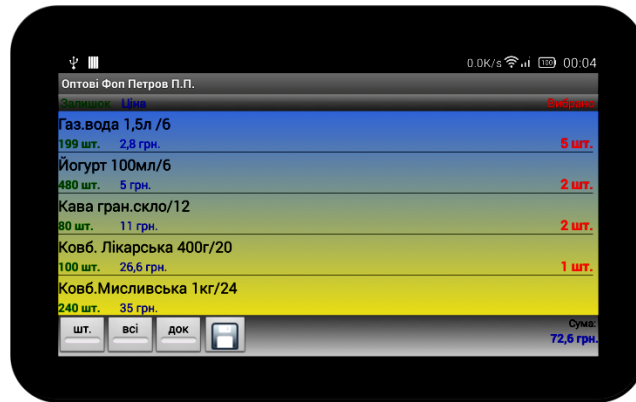 0.0K/s 100 00:04
Оптові Фоп Петров П.П.
Залишок Ціна Вибрано
Газ.вода 1,5л /6
199 шт. 2,8 грн. 5 шт.
Йогурт 100мл/6
480 шт. 5 грн. 2 шт.
Кава гран.скло/12
80 шт. 11 грн. 2 шт.
Ковб. Лікарська 400г/20
100 шт. 26,6 грн. 1 шт.
Ковб.Мисливська 1кг/24
240 шт. 35 грн.
шт. всі док Сума:
72,6 грн.